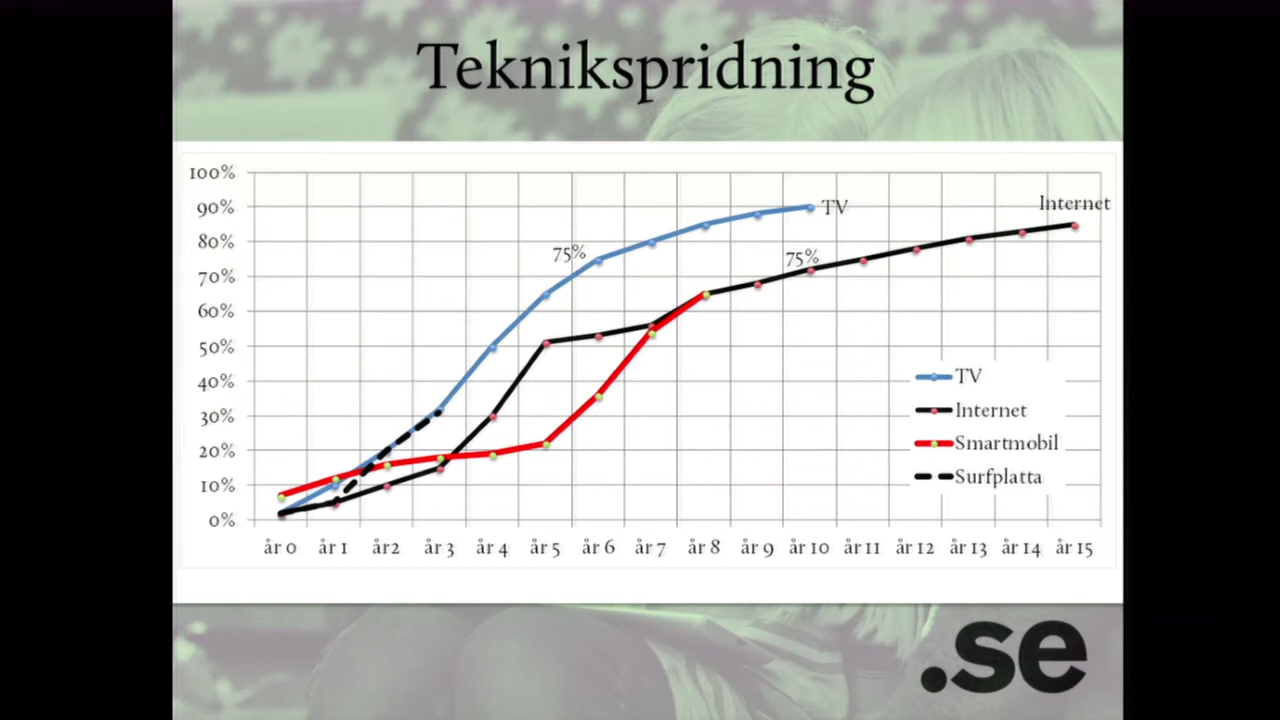 Teknikspridning
100%
90%
80%
70%
60%
50%
40%
30%
20%
10%
0%
TV
Internet
75%
75%
TV
Internet
Smartmobil
Surfplatta
år 0 år 1 år2 år 3 år 4 år 5 år 6 år 7 år 8 år 9 år 10 år 11 år 12 år 13 år 14 år 15
.se